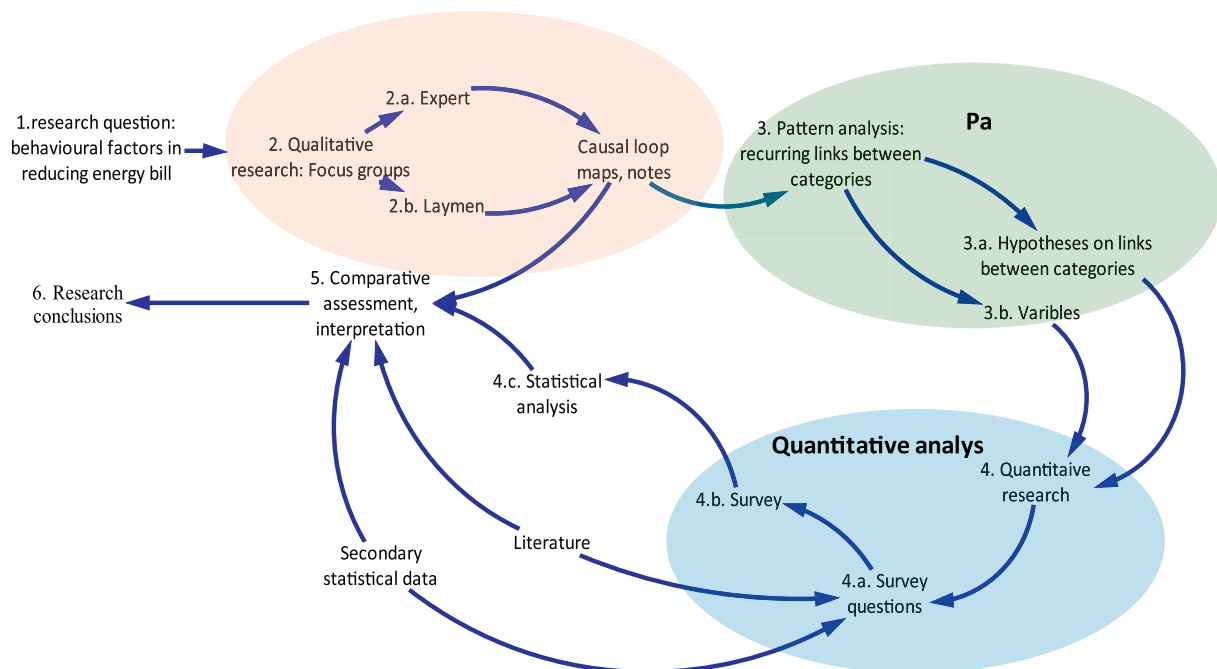 1.research question:
behavioural factors in
reducing energy bill
2. Qualitative
research: Focus groups
2.a. Expert
2.b. Laymen
Causal loop
maps, notes
Pa
3. Pattern analysis:
recurring links between
categories
3.a. Hypotheses on links
between categories
3.b. Varibles
Quantitative analys
4. Quantitaive
research
4.a. Survey
questions
4.b. Survey
4.c. Statistical
analysis
5. Comparative
assessment,
interpretation
6. Research
conclusions
Literature
Secondary
statistical data